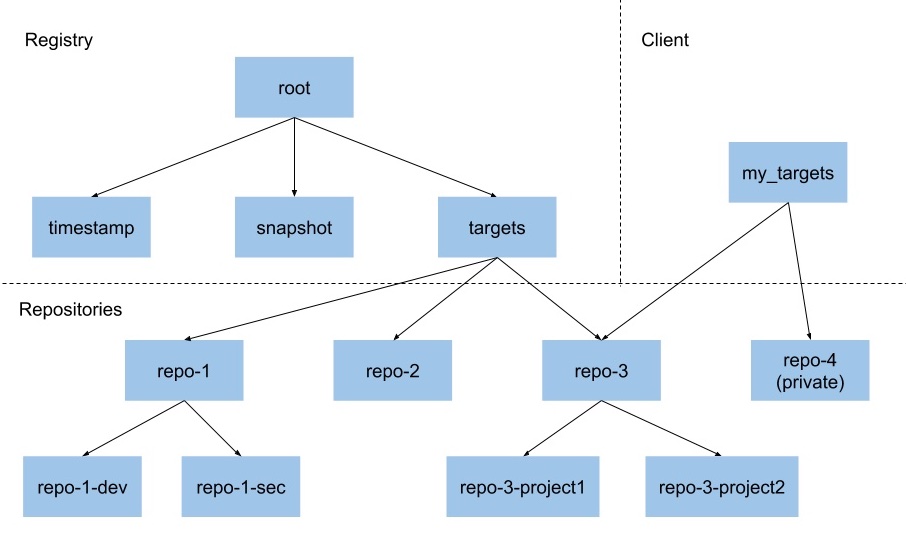 Registry
Client
root
my_targets
timestamp
snapshot
targets
Repositories
repo-1
repo-2
repo-3
repo-4
(private)
repo-1-dev
repo-1-sec
repo-3-project1
repo-3-project2